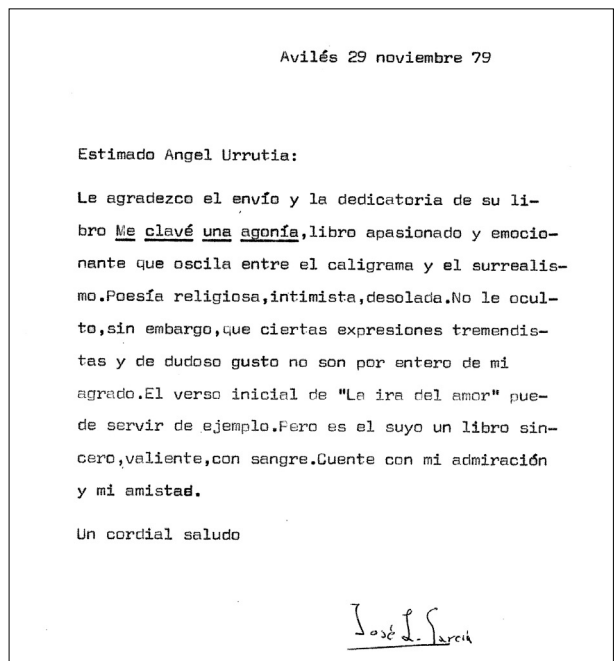 Avilés 29 noviembre 79
Estimado Angel Urrutia:
Le agradezco el envío y la dedicatoria de su li-
bro Me clavé una agonía,libro apasionado y emocio-
nante que oscila entre el caligrama y el surrealis-
mo.Poesía religiosa,intimista,desolada.No le ocul-
to,sin embargo,que ciertas expresiones tremendis-
tas y de dudoso gusto no son por entero de mi
agrado.El verso inicial de "La ira del amor" pue-
de servir de ejemplo.Pero es el suyo un libro sin-
cero,valiente,con sangre.Cuente con mi admiración
y mi amistad.
Un cordial saludo
José L. García